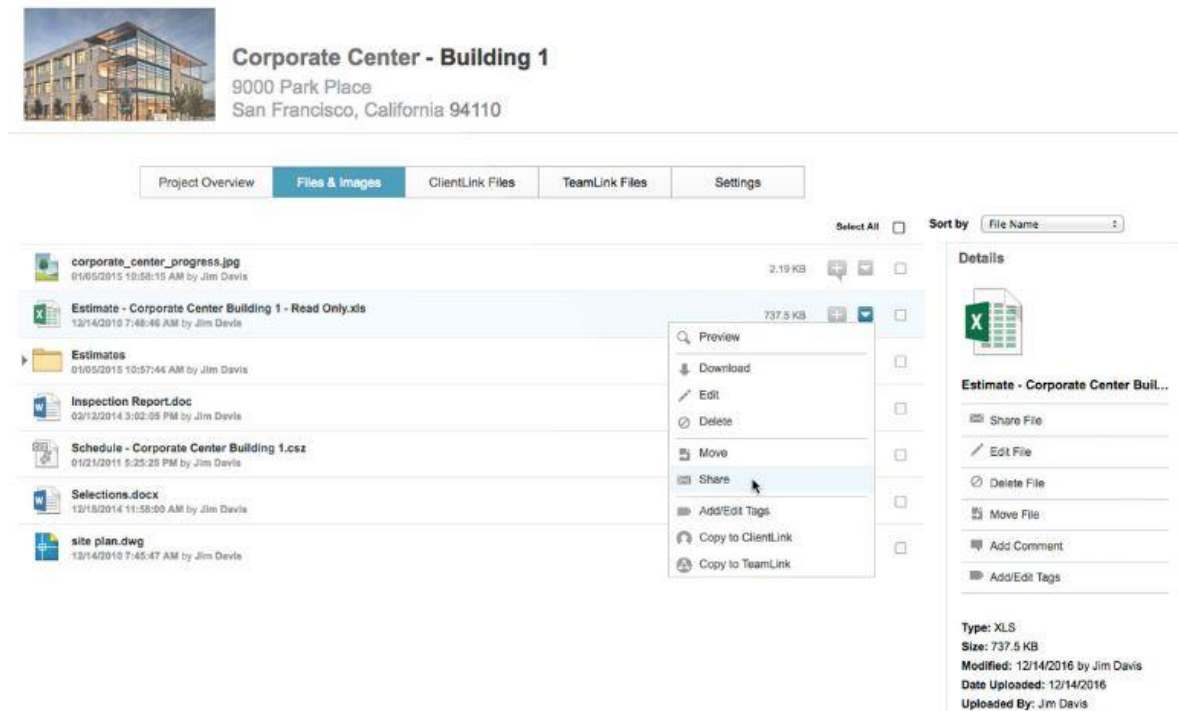 Corporate Center - Building 1
9000 Park Place
San Francisco, California 94110
Project Overview
Files & Images
ClientLink Files
TeamLink Files
Settings
Select All
Sort by
File Name
corporate_center_progress.jpg
01/05/2015 10:58:15 AM by Jim Davis
2.19 KB
Estimate - Corporate Center Building 1 - Read Only.xls
12/14/2010 7:48:46 AM by Jim Davis
737.5 KB
Estimates
01/05/2015 10:57:44 AM by Jim Davis
Inspection Report.doc
02/12/2014 3:02:05 PM by Jim Davis
Schedule - Corporate Center Building 1.csz
01/21/2011 5:25:25 PM by Jim Davis
Selections.docx
12/18/2014 11:58:00 AM by Jim Davis
site plan.dwg
12/14/2010 7:45:47 AM by Jim Davis
Preview
Download
Edit
Delete
Move
Share
Add/Edit Tags
Copy to ClientLink
Copy to TeamLink
Details
Estimate - Corporate Center Buil...
Share File
Edit File
Delete File
Move File
Add Comment
Add/Edit Tags
Type: XLS
Size: 737.5 KB
Modified: 12/14/2016 by Jim Davis
Date Uploaded: 12/14/2016
Uploaded By: Jim Davis